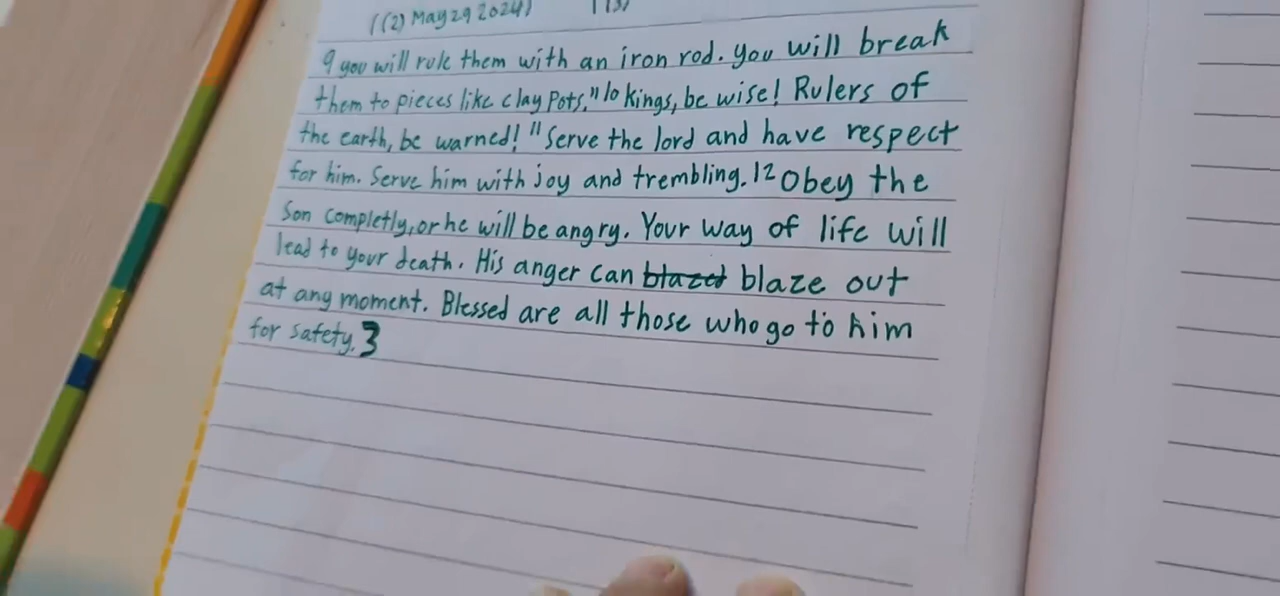 ((2) May 29 2024)
9 you will rule them with an iron rod. you will break
them to pieces like clay pots." 10 kings, be wise! Rulers of
the earth, be warned! 11 Serve the lord and have respect
for him. Serve him with joy and trembling. 12 Obey the
Son completly, or he will be angry. Your way of life will
lead to your death. His anger can blazed blaze out
at any moment. Blessed are all those who go to him
for safety. 3